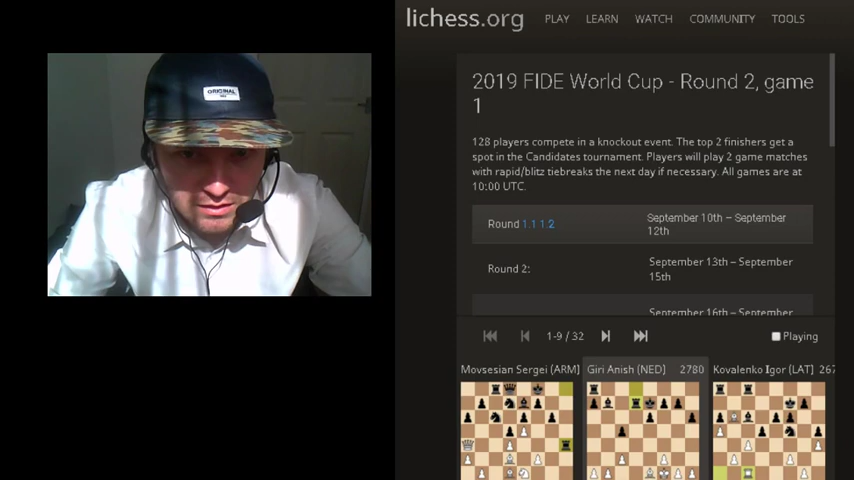 lichess.org PLAY LEARN WATCH COMMUNITY TOOLS
ORIGINAL
2019 FIDE World Cup - Round 2, game
1
128 players compete in a knockout event. The top 2 finishers get a
spot in the Candidates tournament. Players will play 2 game matches
with rapid/blitz tiebreaks the next day if necessary. All games are at
10:00 UTC.
Round 1.1 1.2 September 10th – September
12th
Round 2: September 13th – September
15th
September 16th – September
1-9 / 32 Playing
Movsesian Sergei (ARM) Giri Anish (NED) 2780 Kovalenko Igor (LAT) 267